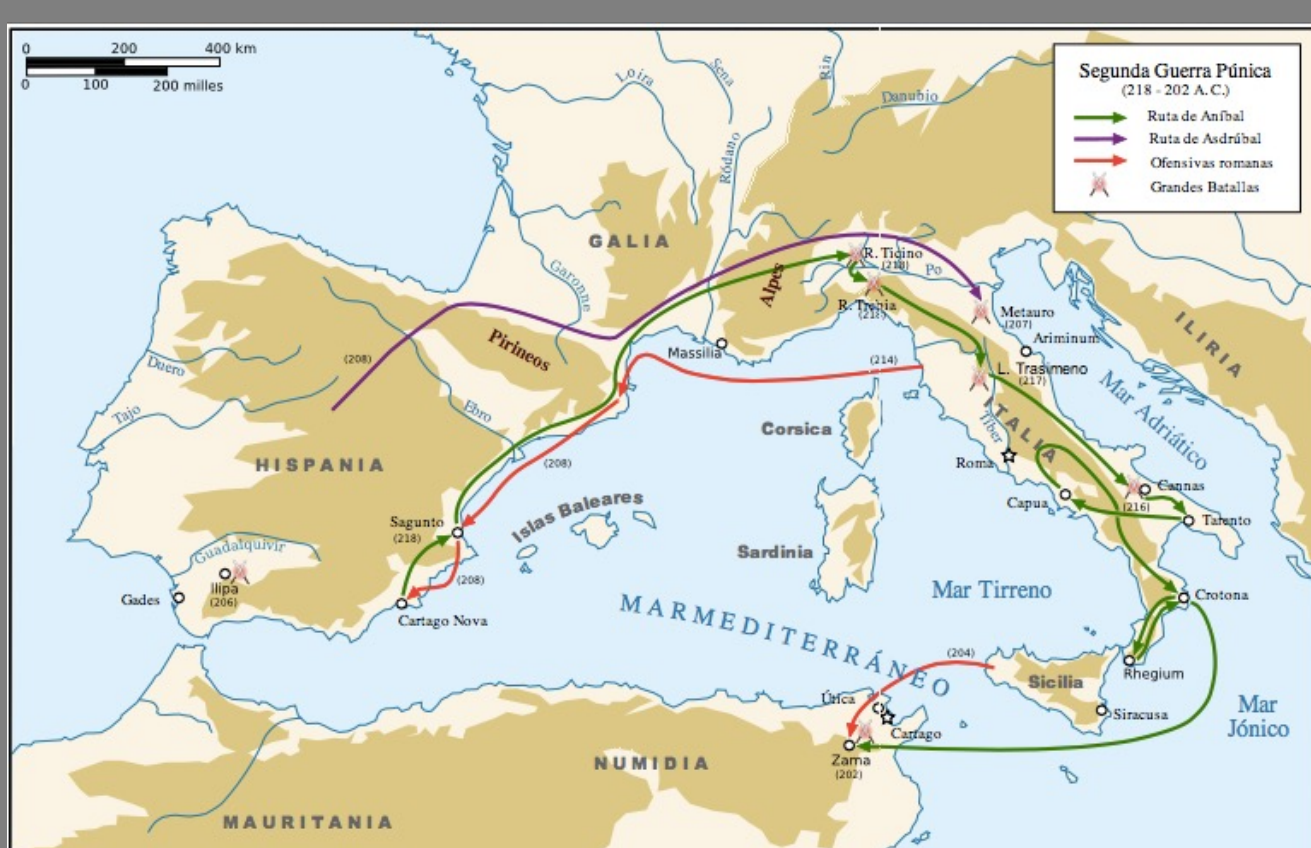 0 200 400 km
0 100 200 milles
Segunda Guerra Púnica
(218 - 202 A. C.)
Ruta de Aníbal
Ruta de Asdrúbal
Ofensivas romanas
Grandes Batallas
Loira
Sena
Rin
Danubio
Ródano
GALIA
Garonne
Alpes
R. Ticino
(218)
Po
R. Trebia
(218)
Metauro
(207)
Ariminum
ILIRIA
Pirineos
Massilia
(208)
Duero
Tajo
Ebro
(214)
L. Trasimeno
(217)
Mar Adriático
ITALIA
Tíber
Corsica
Roma
HISPANIA
(208)
Capua
Cannas
(216)
Tarento
Islas Baleares
Sagunto
(218)
Sardinia
Guadalquivir
Ilipa
(206)
Gades
(208)
Cartago Nova
Mar Tirreno
Crotona
MARMEDITERRÁNEO
(204)
Rhegium
Sicilia
Siracusa
Útica
Cartago
Mar
Jónico
Zama
(202)
NUMIDIA
MAURITANIA